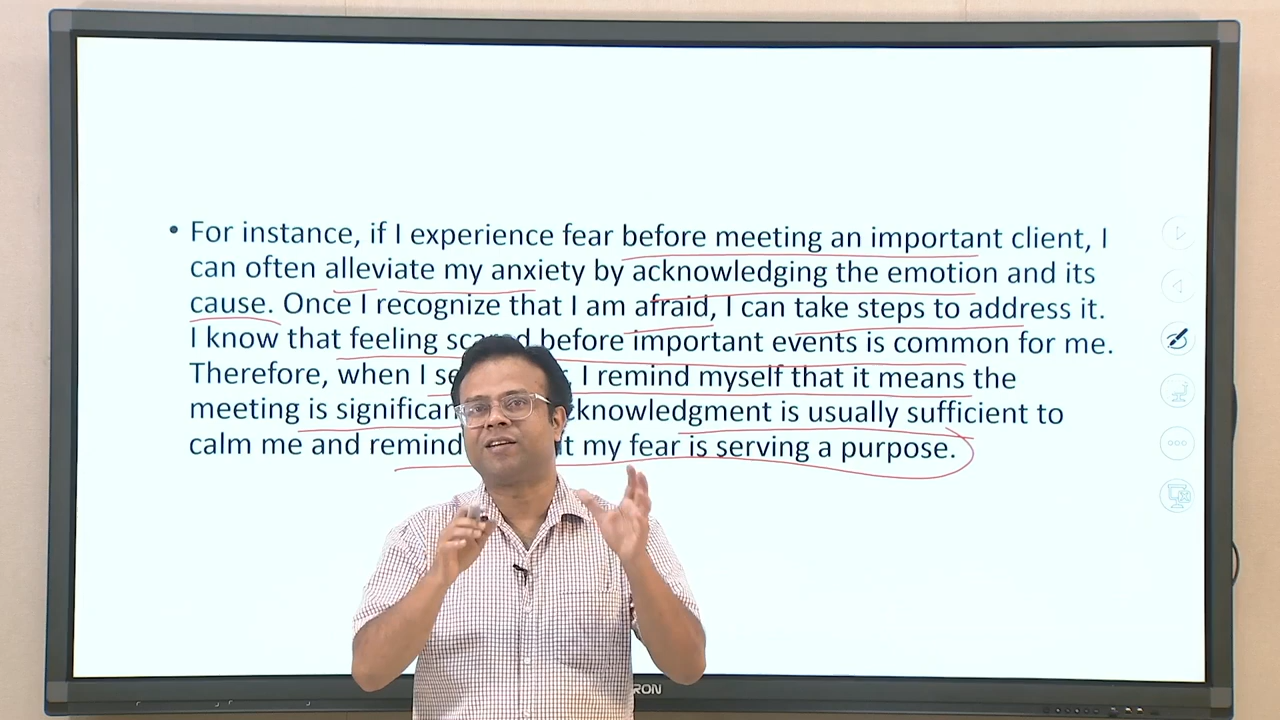 • For instance, if I experience fear before meeting an important client, I
can often alleviate my anxiety by acknowledging the emotion and its
cause. Once I recognize that I am afraid, I can take steps to address it.
I know that feeling scared before important events is common for me.
Therefore, when I I remind myself that it means the
meeting is usually sufficient to
calm me and remind my fear is serving a purpose.